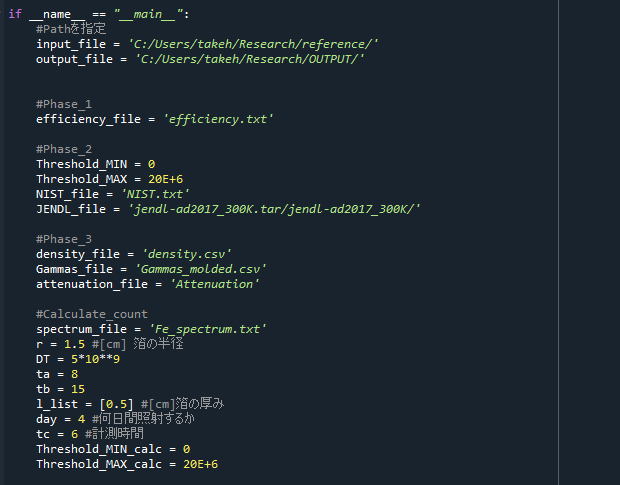 if __name__ == "__main__":
#Pathを指定
input_file = 'C:/Users/takeh/Research/reference/'
output_file = 'C:/Users/takeh/Research/OUTPUT/'
#Phase_1
efficiency_file = 'efficiency.txt'
#Phase_2
Threshold_MIN = 0
Threshold_MAX = 20E+6
NIST_file = 'NIST.txt'
JENDL_file = 'jendl-ad2017_300K.tar/jendl-ad2017_300K/'
#Phase_3
density_file = 'density.csv'
Gammas_file = 'Gammas_molded.csv'
attenuation_file = 'Attenuation'
#Calculate_count
spectrum_file = 'Fe_spectrum.txt'
r = 1.5 #[cm] 箔の半径
DT = 5*10**9
ta = 8
tb = 15
l_list = [0.5] #[cm]箔の厚み
day = 4 #何日間照射するか
tc = 6 #計測時間
Threshold_MIN_calc = 0
Threshold_MAX_calc = 20E+6